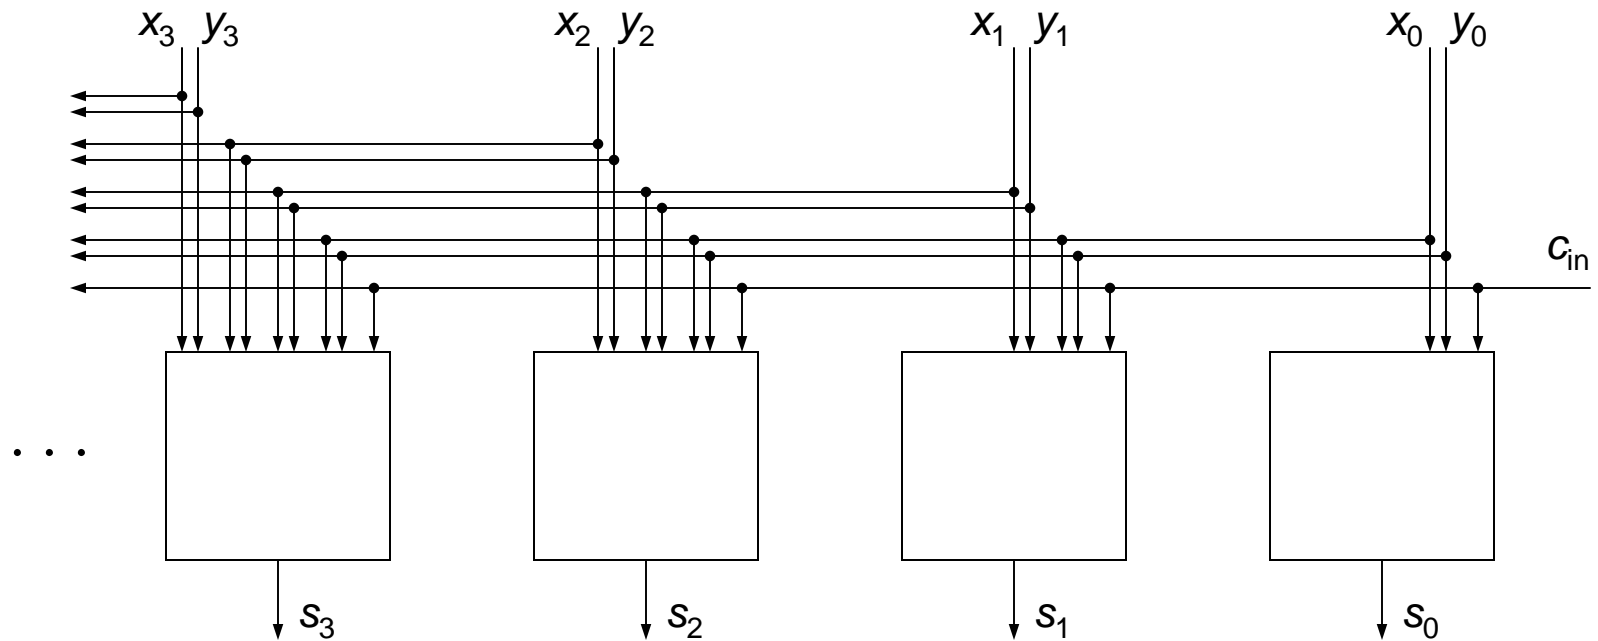 x3 y3 x2 y2 x1 y1 x0 y0
cin
. . .
s3 s2 s1 s0